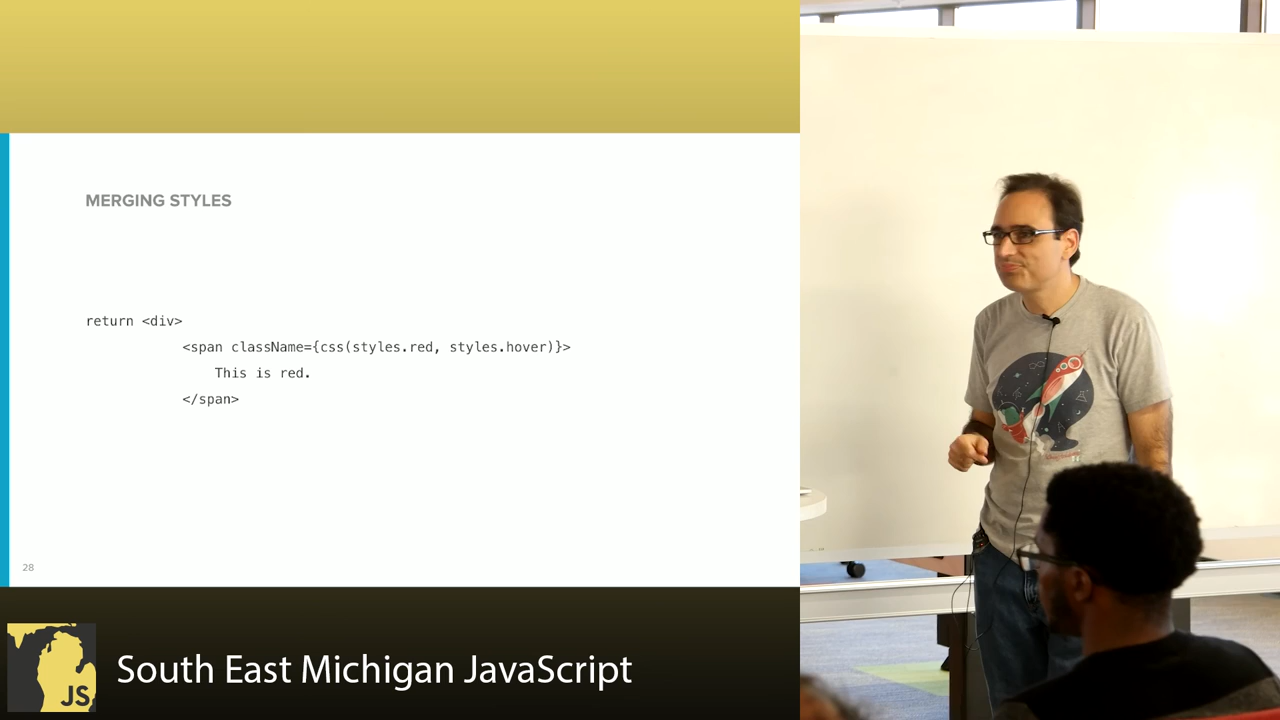 MERGING STYLES
return <div>
<span className={css(styles.red, styles.hover)}>
This is red.
</span>
28
JS
South East Michigan JavaScript